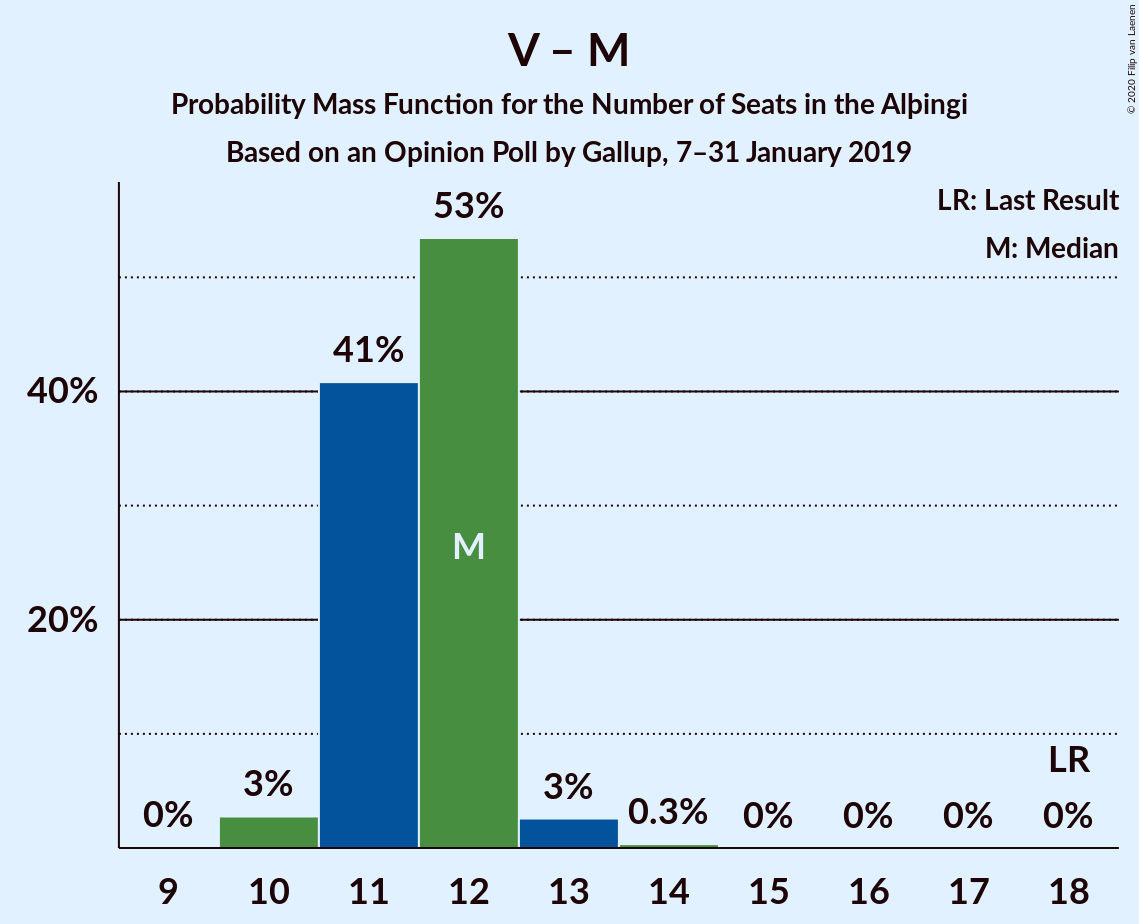 V – M
Probability Mass Function for the Number of Seats in the Alþingi
Based on an Opinion Poll by Gallup, 7–31 January 2019
© 2020 Filip van Laenen
LR: Last Result
M: Median
53%
41%
40%
M
20%
LR
0%
3%
3%
0.3%
0%
0%
0%
0%
9
10
11
12
13
14
15
16
17
18